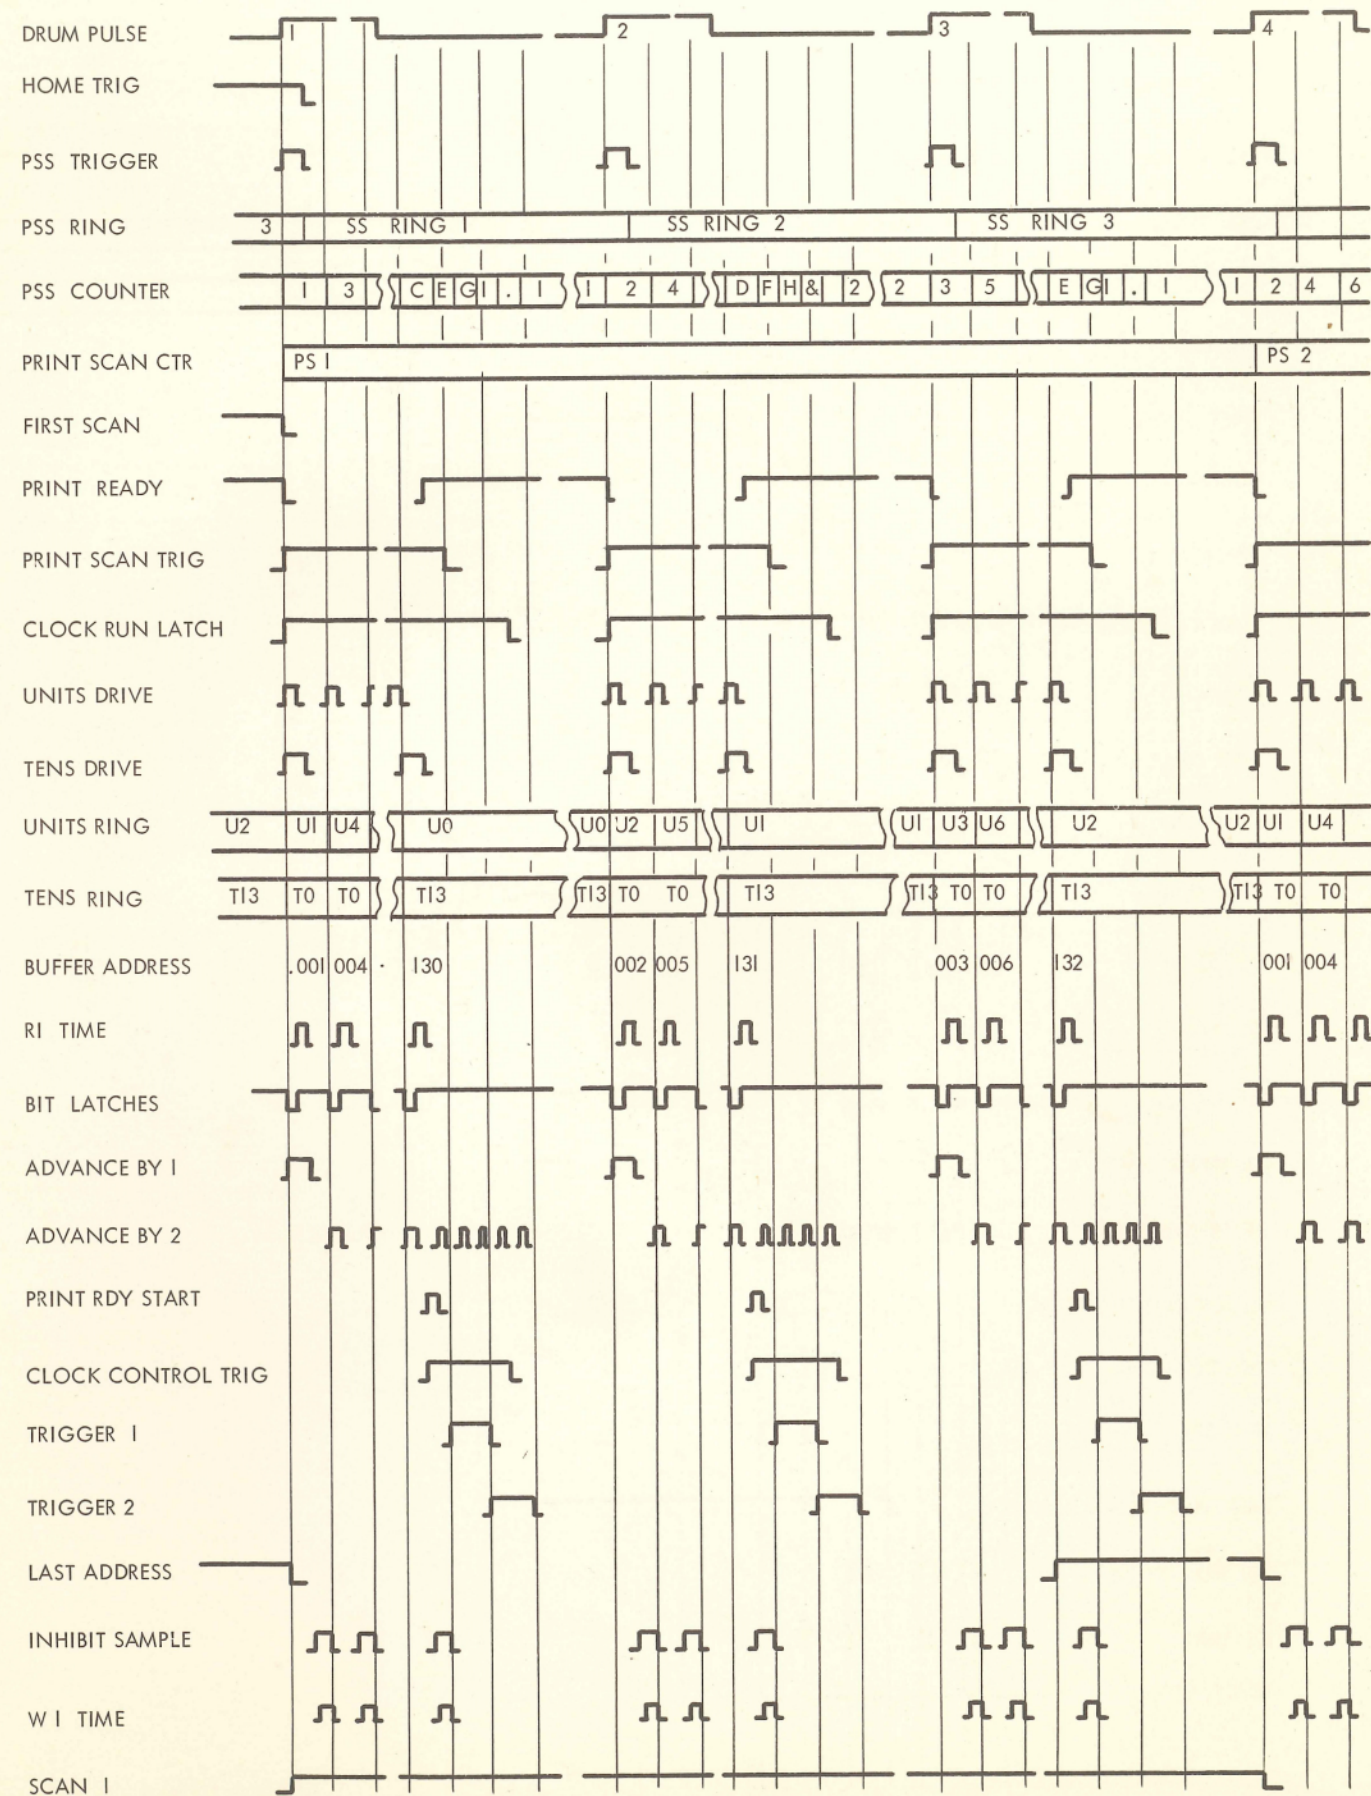 DRUM PULSE 1 2 3 4
HOME TRIG
PSS TRIGGER
PSS RING 3 SS RING 1 SS RING 2 SS RING 3
PSS COUNTER 1 3 C E G I . 1 1 2 4 D F H & 2 2 3 5 E G I . 1 1 2 4 6
PRINT SCAN CTR PS 1 PS 2
FIRST SCAN
PRINT READY
PRINT SCAN TRIG
CLOCK RUN LATCH
UNITS DRIVE
TENS DRIVE
UNITS RING U2 U1 U4 U0 U0 U2 U5 U1 U1 U3 U6 U2 U2 U1 U4
TENS RING T13 T0 T0 T13 T13 T0 T0 T13 T13 T0 T0 T13 T13 T0 T0
BUFFER ADDRESS .001 004 · 130 002 005 131 003 006 132 001 004
RI TIME
BIT LATCHES
ADVANCE BY 1
ADVANCE BY 2
PRINT RDY START
CLOCK CONTROL TRIG
TRIGGER 1
TRIGGER 2
LAST ADDRESS
INHIBIT SAMPLE
W I TIME
SCAN 1